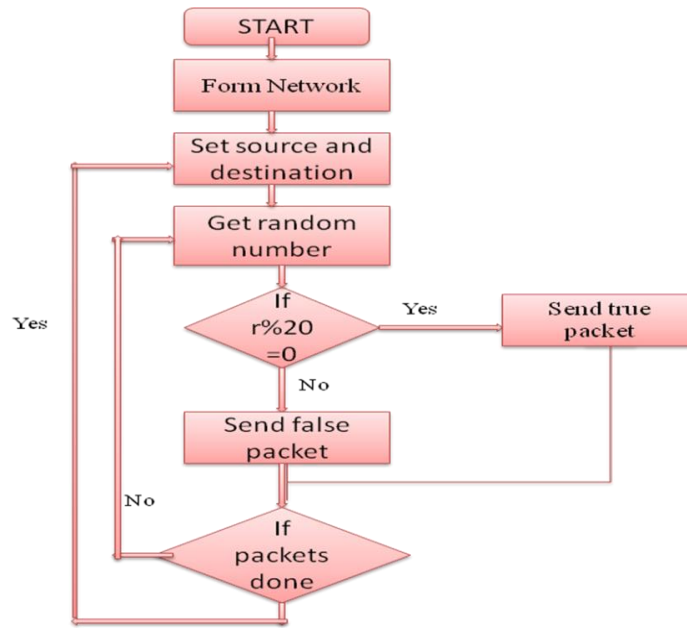 START
Form Network
Set source and
destination
Get random
number
If
r%20
=0
Yes
Send true
packet
Yes
No
Send false
packet
No
If
packets
done